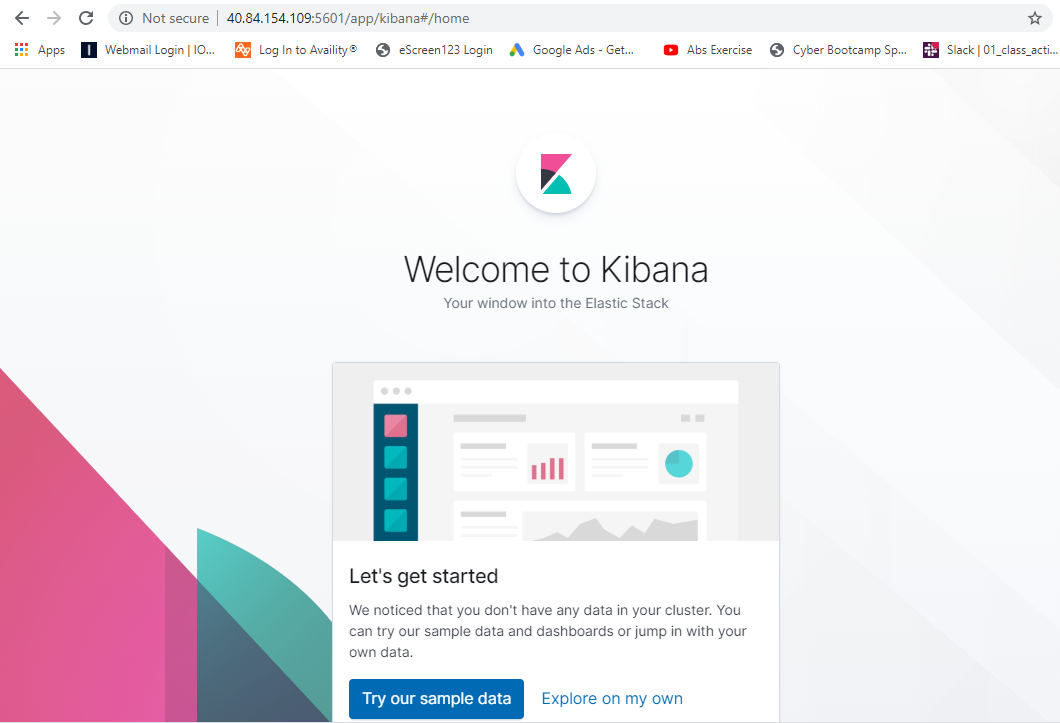 Not secure | 40.84.154.109:5601/app/kibana#/home
Apps Webmail Login | IO... Log In to Availity® eScreen123 Login Google Ads - Get... Abs Exercise Cyber Bootcamp Sp... Slack | 01_class_acti...
Welcome to Kibana
Your window into the Elastic Stack
Let's get started
We noticed that you don't have any data in your cluster. You
can try our sample data and dashboards or jump in with your
own data.
Try our sample data Explore on my own